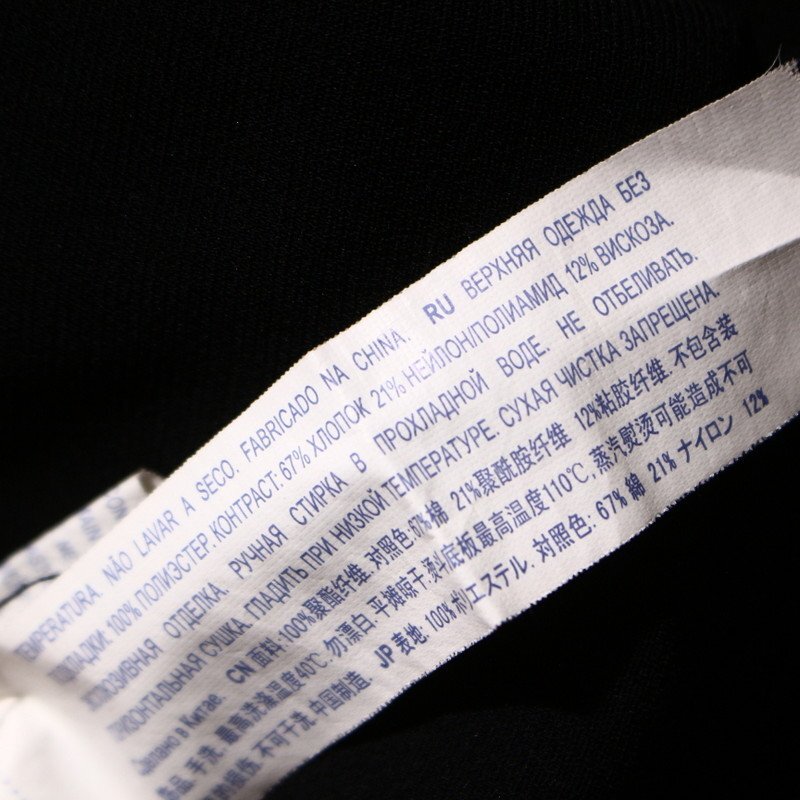 TEMPERATURA. NÃO LAVAR A SECO. FABRICADO NA CHINA. RU ВЕРХНЯЯ ОДЕЖДА БЕЗ
100% ПОЛИЭСТЕР. КОНТРАСТ: 67% ХЛОПОК 21% НЕЙЛОН/ПОЛИАМИД 12% ВИСКОЗА.
ОТДЕЛКА. РУЧНАЯ СТИРКА В ПРОХЛАДНОЙ ВОДЕ. НЕ ОТБЕЛИВАТЬ.
СУШКА. ГЛАДИТЬ ПРИ НИЗКОЙ ТЕМПЕРАТУРЕ. СУХАЯ ЧИСТКА ЗАПРЕЩЕНА.
Сделано в Китае. CN 面料:100%聚酯纤维. 对照色:67%棉 21%聚酰胺纤维 12%粘胶纤维. 不包含装
手洗. 最高洗涤温度40℃. 勿漂白. 平摊晾干. 熨斗底板最高温度110℃,蒸汽熨烫可能造成不可
不可干洗. 中国制造. JP 表地: 100% ポリエステル. 対照色: 67% 綿 21% ナイロン 12%